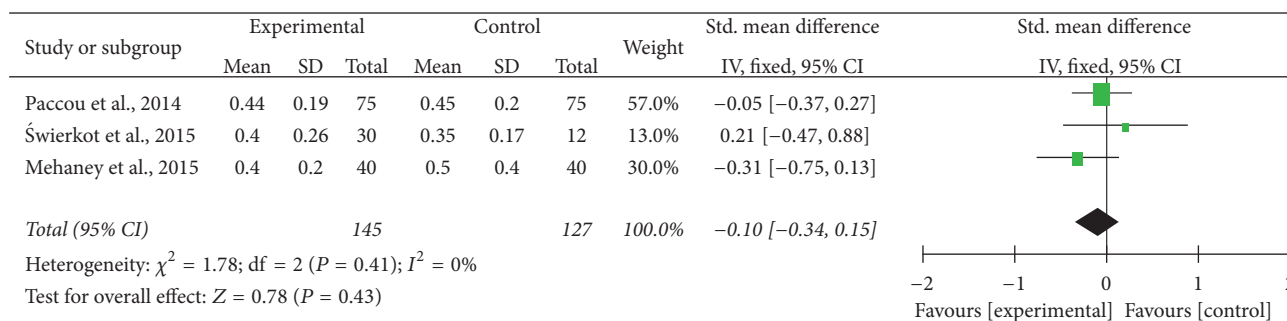 Experimental Control Std. mean difference Std. mean difference
Study or subgroup Weight
Mean SD Total Mean SD Total IV, fixed, 95% CI IV, fixed, 95% CI
Paccou et al., 2014 0.44 0.19 75 0.45 0.2 75 57.0% −0.05 [−0.37, 0.27]
Świerkot et al., 2015 0.4 0.26 30 0.35 0.17 12 13.0% 0.21 [−0.47, 0.88]
Mehaney et al., 2015 0.4 0.2 40 0.5 0.4 40 30.0% −0.31 [−0.75, 0.13]
Total (95% CI) 145 127 100.0% −0.10 [−0.34, 0.15]
Heterogeneity: χ² = 1.78; df = 2 (P = 0.41); I² = 0%
Test for overall effect: Z = 0.78 (P = 0.43)
−2 −1 0 1 2
Favours [experimental] Favours [control]